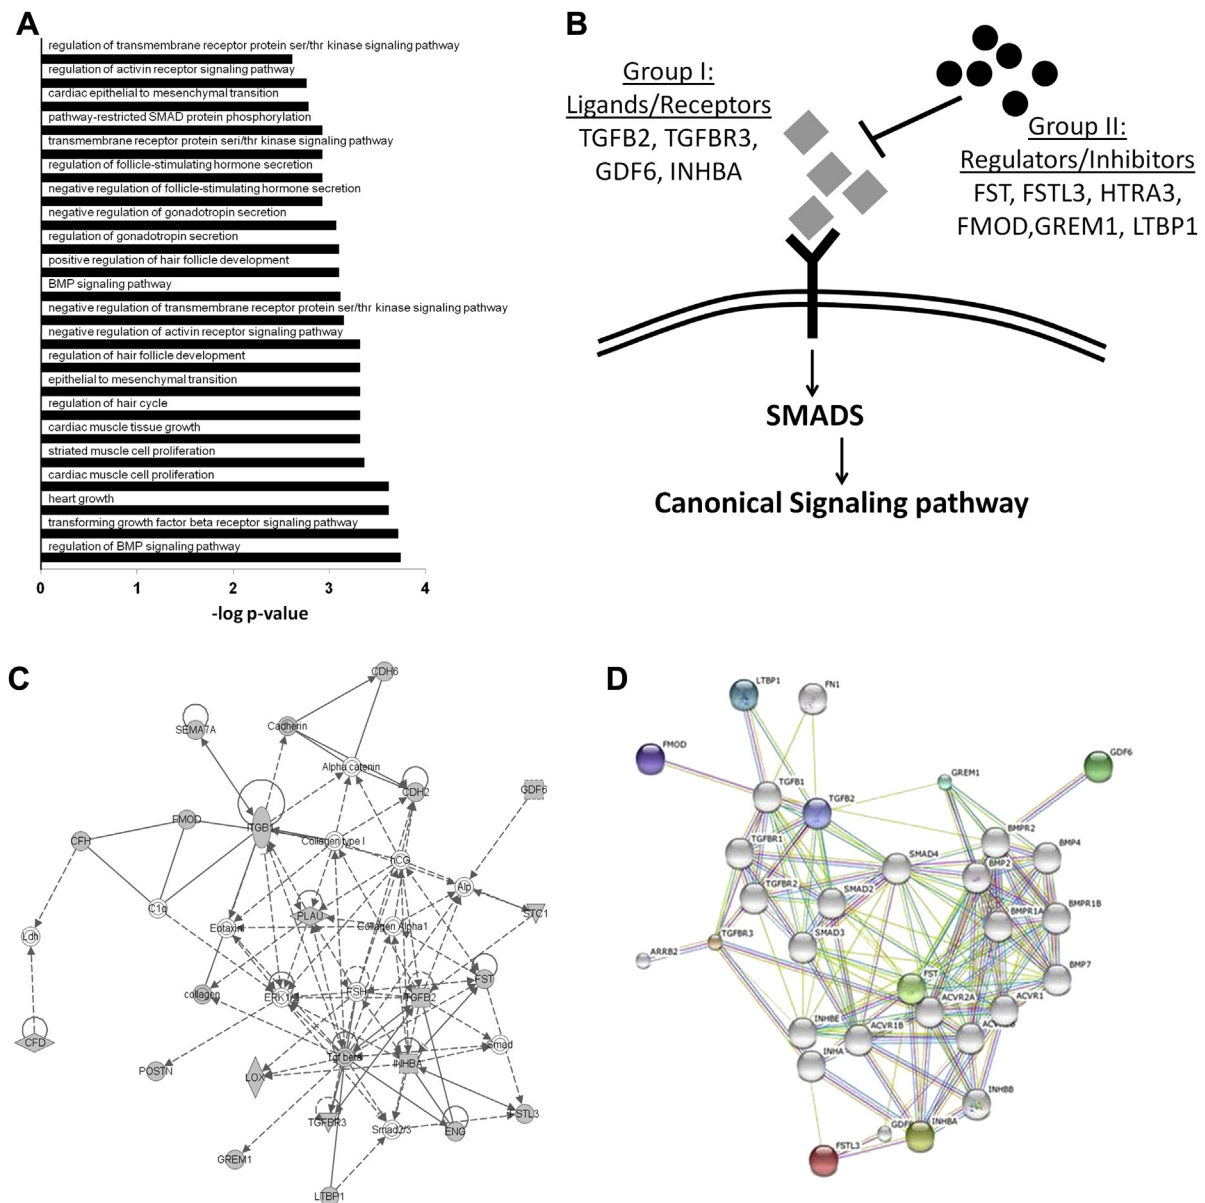 A
regulation of transmembrane receptor protein ser/thr kinase signaling pathway
regulation of activin receptor signaling pathway
cardiac epithelial to mesenchymal transition
pathway-restricted SMAD protein phosphorylation
transmembrane receptor protein seri/thr kinase signaling pathway
regulation of follicle-stimulating hormone secretion
negative regulation of follicle-stimulating hormone secretion
negative regulation of gonadotropin secretion
regulation of gonadotropin secretion
positive regulation of hair follicle development
BMP signaling pathway
negative regulation of transmembrane receptor protein ser/thr kinase signaling pathway
negative regulation of activin receptor signaling pathway
regulation of hair follicle development
epithelial to mesenchymal transition
regulation of hair cycle
cardiac muscle tissue growth
striated muscle cell proliferation
cardiac muscle cell proliferation
heart growth
transforming growth factor beta receptor signaling pathway
regulation of BMP signaling pathway
0 1 2 3 4
-log p-value
B
Group I:
Ligands/Receptors
TGFB2, TGFBR3,
GDF6, INHBA
Group II:
Regulators/Inhibitors
FST, FSTL3, HTRA3,
FMOD,GREM1, LTBP1
SMADS
Canonical Signaling pathway
C
CDH6
SEMA7A
Cadherin
Alpha catenin
CDH2
GDF6
FMOD
ITGB1
CFH
Collagen type I
hCG
Alp
C1q
PLAU
STC1
Eotaxin
Collagen Alpha1
Ldh
FST
collagen
ERK1/2
FSH
TGFB2
CFD
Smad
Tgf beta
INHBA
POSTN
LOX
FSTL3
TGFBR3
Smad2/3
ENG
GREM1
LTBP1
D
LTBP1
FN1
FMOD
GDF6
TGFB1
GREM1
TGFB2
BMPR2
BMP4
TGFBR1
SMAD4
BMP2
TGFBR2
SMAD2
BMPR1A
BMPR1B
TGFBR3
SMAD3
ARRB2
BMP7
FST
ACVR2A
ACVR1
INHBE
ACVR1B
INHA
INHBB
INHBA
FSTL3